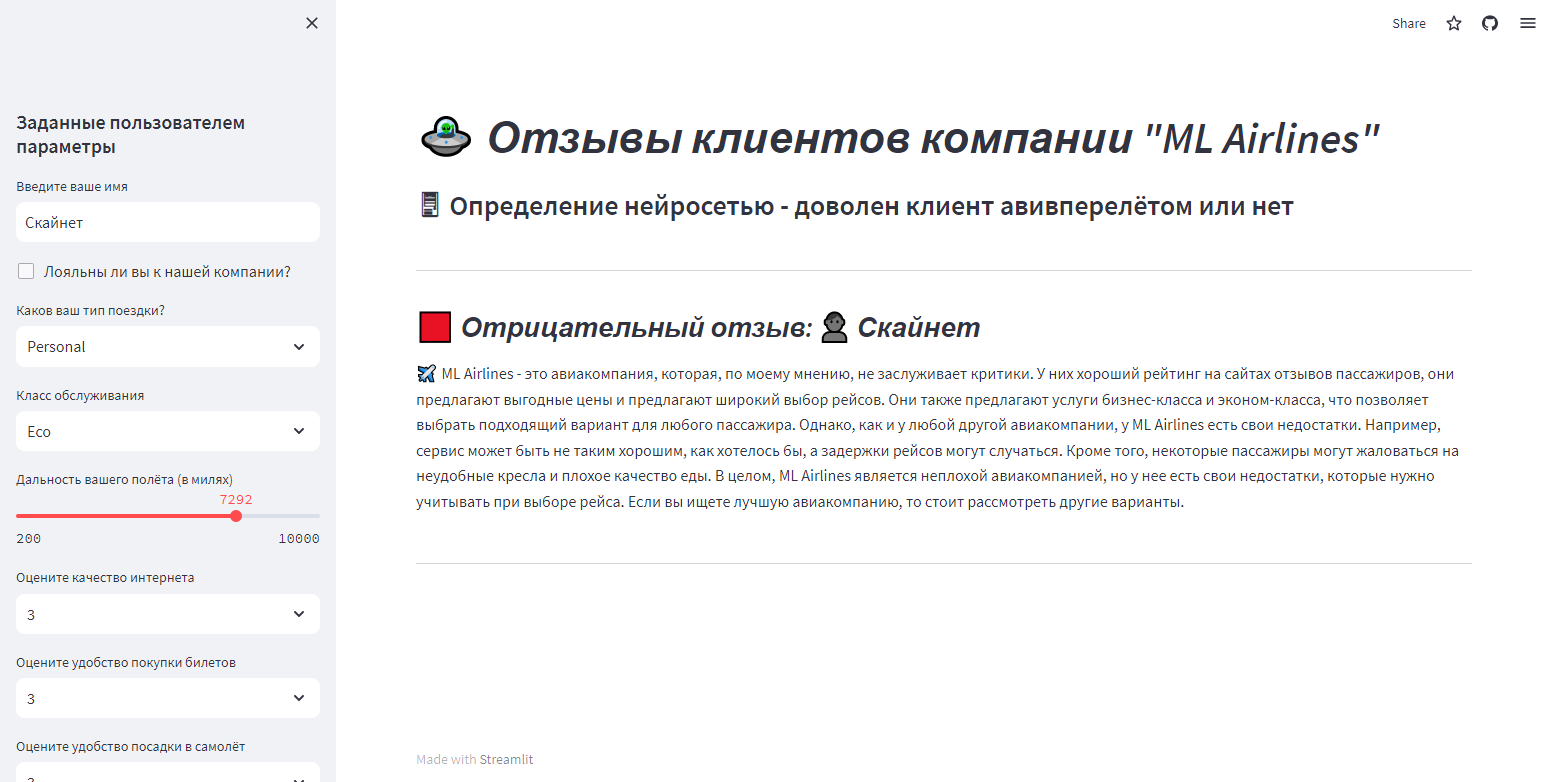 Share
Заданные пользователем
параметры
Введите ваше имя
Скайнет
Лояльны ли вы к нашей компании?
Каков ваш тип поездки?
Personal
Класс обслуживания
Eco
Дальность вашего полёта (в милях)
7292
200 10000
Оцените качество интернета
3
Оцените удобство покупки билетов
3
Оцените удобство посадки в самолёт
Отзывы клиентов компании "ML Airlines"
Определение нейросетью - доволен клиент авивперелётом или нет
Отрицательный отзыв: Скайнет
ML Airlines - это авиакомпания, которая, по моему мнению, не заслуживает критики. У них хороший рейтинг на сайтах отзывов пассажиров, они
предлагают выгодные цены и предлагают широкий выбор рейсов. Они также предлагают услуги бизнес-класса и эконом-класса, что позволяет
выбрать подходящий вариант для любого пассажира. Однако, как и у любой другой авиакомпании, у ML Airlines есть свои недостатки. Например,
сервис может быть не таким хорошим, как хотелось бы, а задержки рейсов могут случаться. Кроме того, некоторые пассажиры могут жаловаться на
неудобные кресла и плохое качество еды. В целом, ML Airlines является неплохой авиакомпанией, но у нее есть свои недостатки, которые нужно
учитывать при выборе рейса. Если вы ищете лучшую авиакомпанию, то стоит рассмотреть другие варианты.
Made with Streamlit